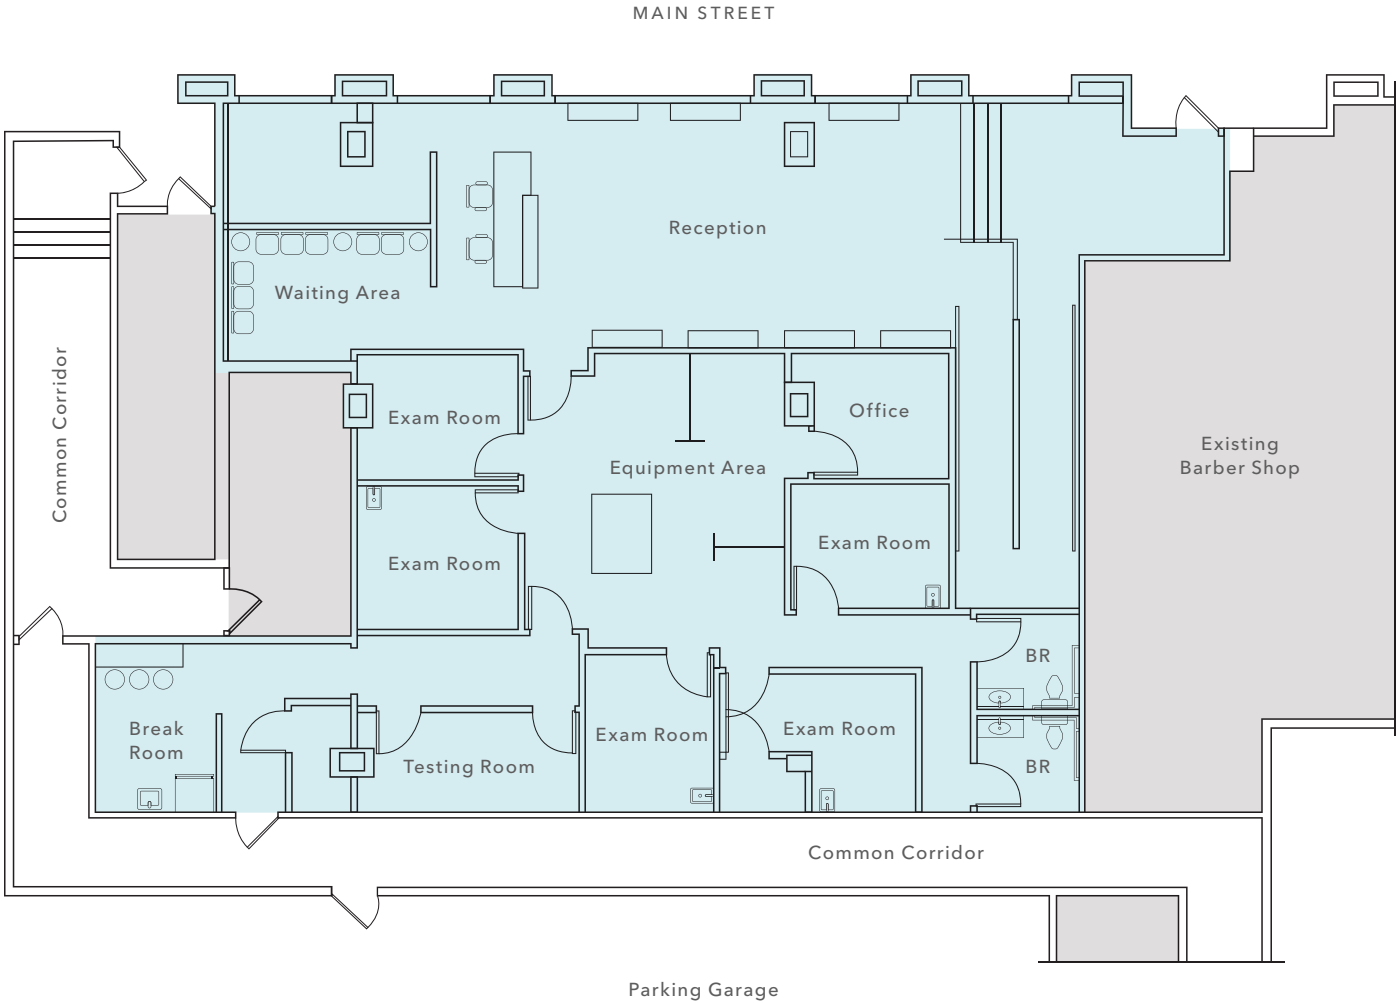 MAIN STREET
Reception
Waiting Area
Common Corridor
Exam Room
Office
Existing
Barber Shop
Equipment Area
Exam Room
Exam Room
BR
Break
Room
Exam Room
Exam Room
Testing Room
BR
Common Corridor
Parking Garage